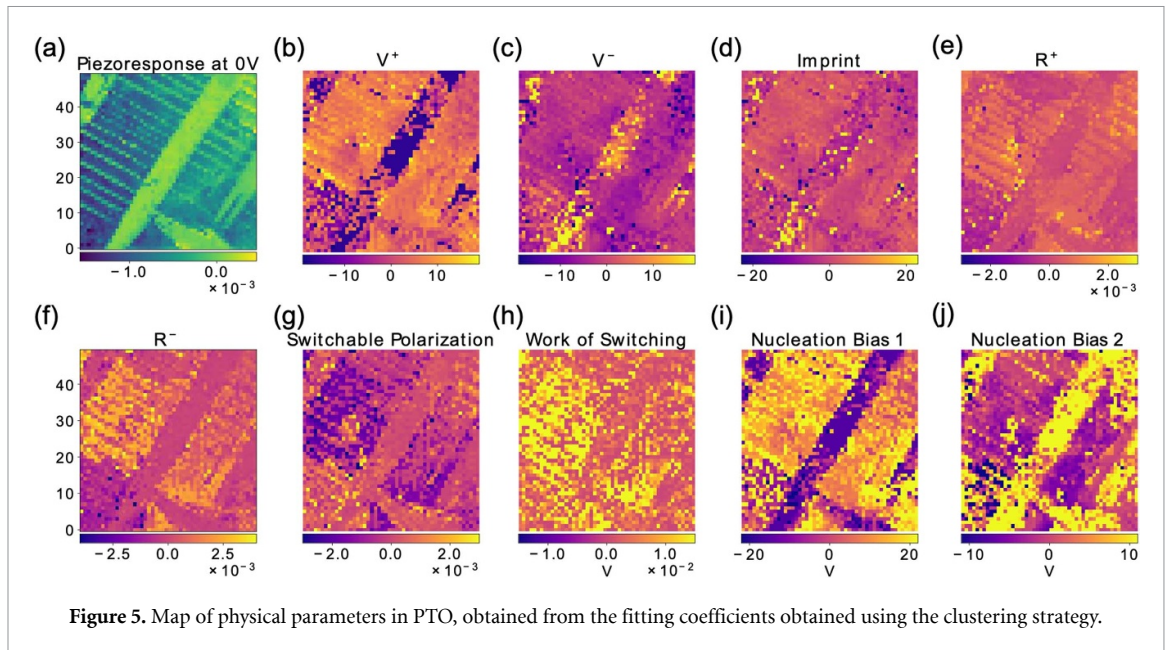 (a) (b) (c) (d) (e)
Piezoresponse at 0V V⁺ V⁻ Imprint R⁺
40
30
20
10
0
−1.0 0.0 −10 0 10 −10 0 10 −20 0 20 −2.0 0.0 2.0
× 10⁻³ × 10⁻³
(f) (g) (h) (i) (j)
R⁻ Switchable Polarization Work of Switching Nucleation Bias 1 Nucleation Bias 2
40
30
20
10
0
−2.5 0.0 2.5 −2.0 0.0 2.0 −1.0 0.0 1.0 −20 0 20 −10 0 10
× 10⁻³ × 10⁻³ V × 10⁻² V V
Figure 5. Map of physical parameters in PTO, obtained from the fitting coefficients obtained using the clustering strategy.